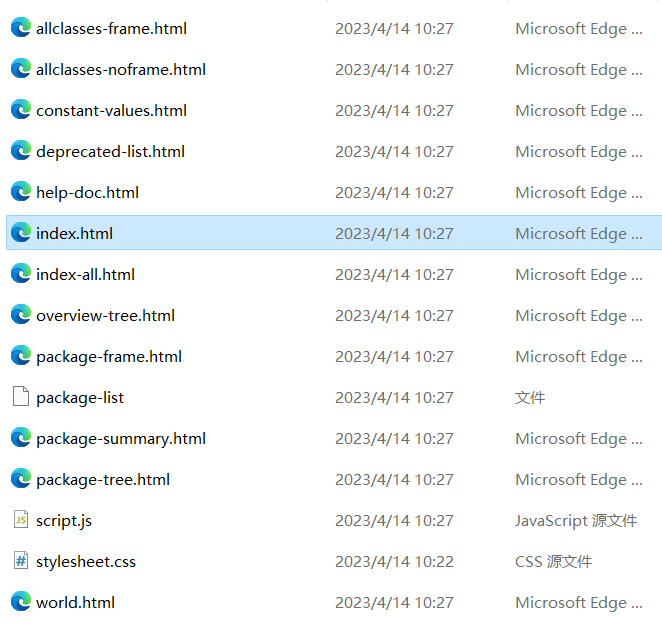 allclasses-frame.html 2023/4/14 10:27 Microsoft Edge ...
allclasses-noframe.html 2023/4/14 10:27 Microsoft Edge ...
constant-values.html 2023/4/14 10:27 Microsoft Edge ...
deprecated-list.html 2023/4/14 10:27 Microsoft Edge ...
help-doc.html 2023/4/14 10:27 Microsoft Edge ...
index.html 2023/4/14 10:27 Microsoft Edge ...
index-all.html 2023/4/14 10:27 Microsoft Edge ...
overview-tree.html 2023/4/14 10:27 Microsoft Edge ...
package-frame.html 2023/4/14 10:27 Microsoft Edge ...
package-list 2023/4/14 10:27 文件
package-summary.html 2023/4/14 10:27 Microsoft Edge ...
package-tree.html 2023/4/14 10:27 Microsoft Edge ...
script.js 2023/4/14 10:27 JavaScript 源文件
stylesheet.css 2023/4/14 10:22 CSS 源文件
world.html 2023/4/14 10:27 Microsoft Edge ...